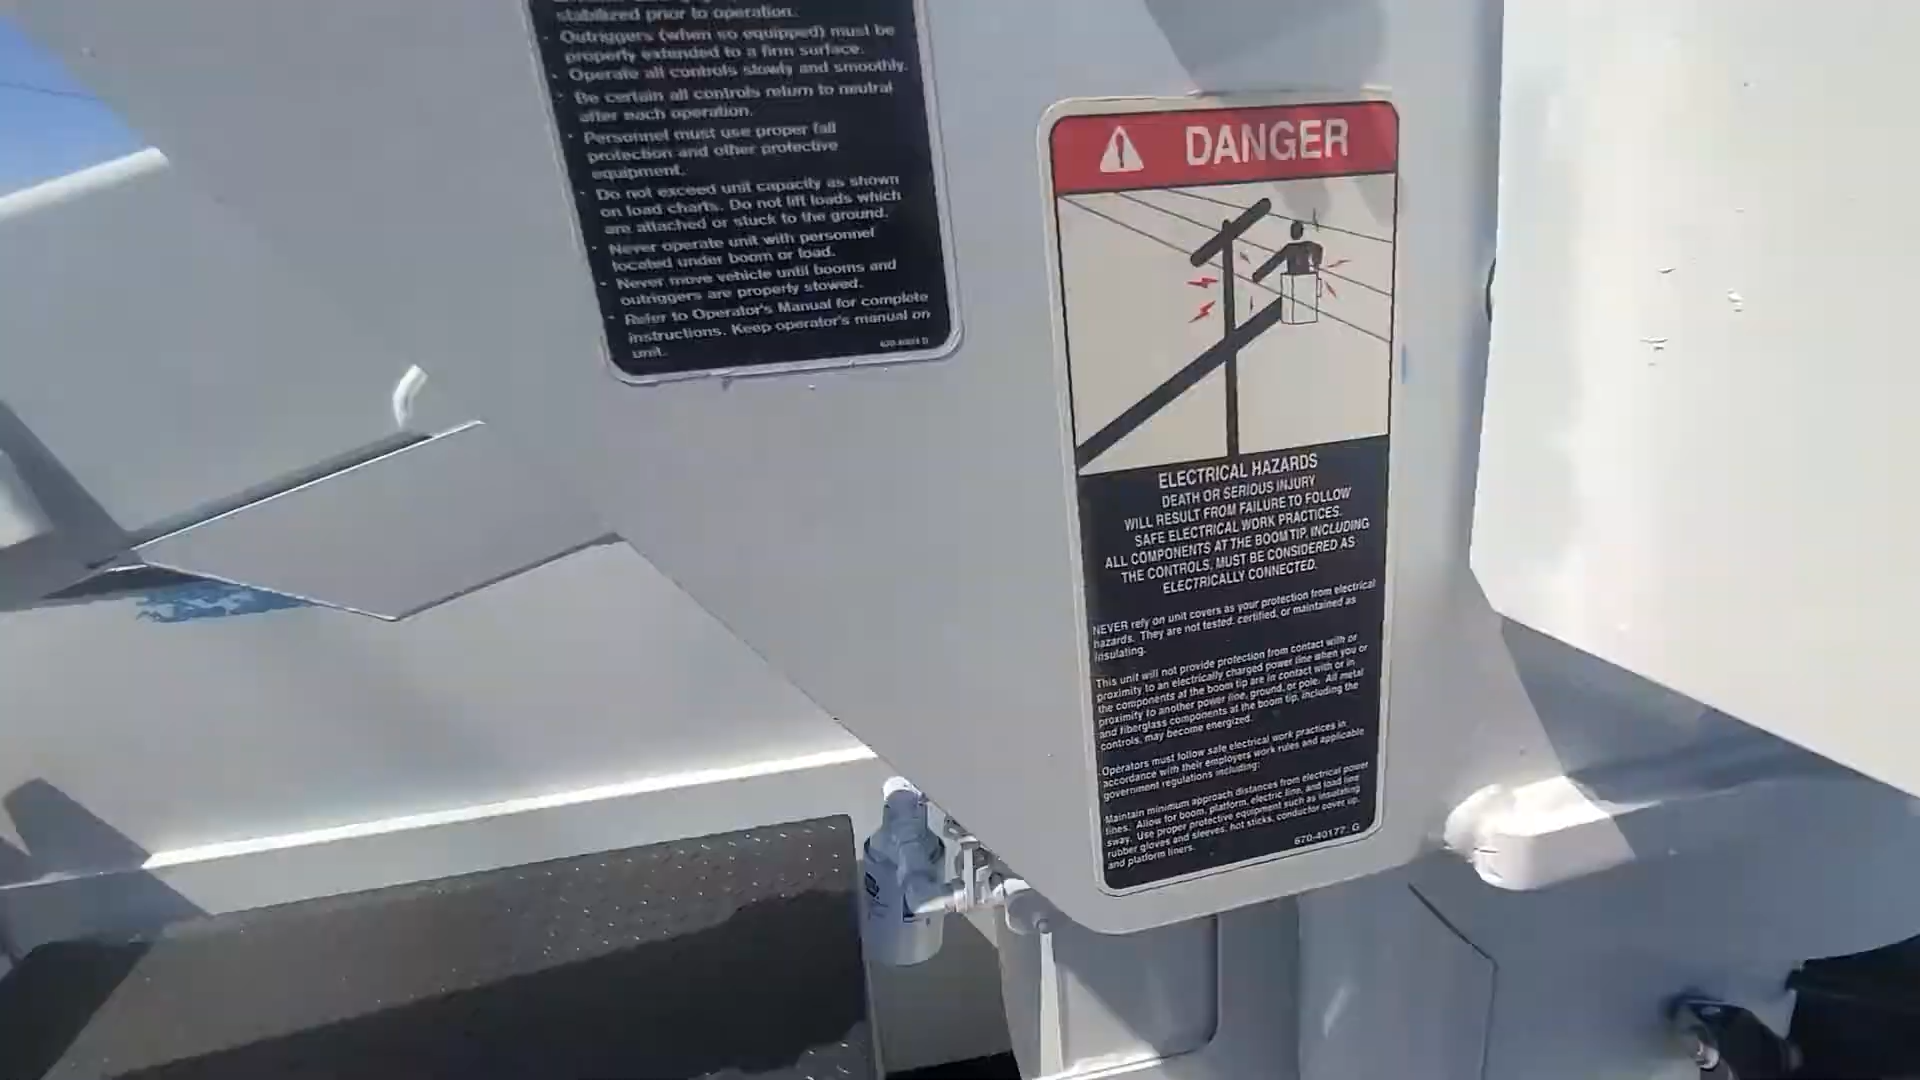 stabilized prior to operation.
· Outriggers (when so equipped) must be
properly extended to a firm surface.
· Operate all controls slowly and smoothly.
· Be certain all controls return to neutral
after each operation.
· Personnel must use proper fall
protection and other protective
equipment.
· Do not exceed unit capacity as shown
on load charts. Do not lift loads which
are attached or stuck to the ground.
· Never operate unit with personnel
located under boom or load.
· Never move vehicle until booms and
outriggers are properly stowed.
· Refer to Operator's Manual for complete
instructions. Keep operator's manual on
unit.
DANGER
ELECTRICAL HAZARDS
DEATH OR SERIOUS INJURY
WILL RESULT FROM FAILURE TO FOLLOW
SAFE ELECTRICAL WORK PRACTICES.
ALL COMPONENTS AT THE BOOM TIP, INCLUDING
THE CONTROLS, MUST BE CONSIDERED AS
ELECTRICALLY CONNECTED.
NEVER rely on unit covers as your protection from electrical
hazards. They are not tested, certified, or maintained as
insulating.
This unit will not provide protection from contact with or
proximity to an electrically charged power line when you or
the components at the boom tip are in contact with or in
proximity to another power line, ground, or pole. All metal
and fiberglass components at the boom tip, including the
controls, may become energized.
Operators must follow safe electrical work practices in
accordance with their employers work rules and applicable
government regulations including:
Maintain minimum approach distances from electrical power
lines. Allow for boom, platform, electric line, and load line
sway. Use proper protective equipment such as insulating
rubber gloves and sleeves, hot sticks, conductor cover up,
and platform liners.
670-40177 G